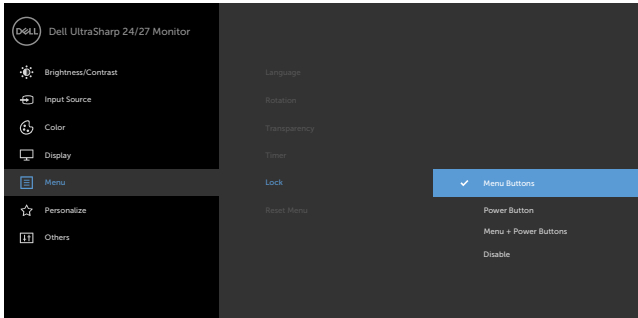 DELL
Dell UltraSharp 24/27 Monitor
Brightness/Contrast
Input Source
Color
Display
Menu
Personalize
Others
Language
Rotation
Transparency
Timer
Lock
Reset Menu
Menu Buttons
Power Button
Menu + Power Buttons
Disable